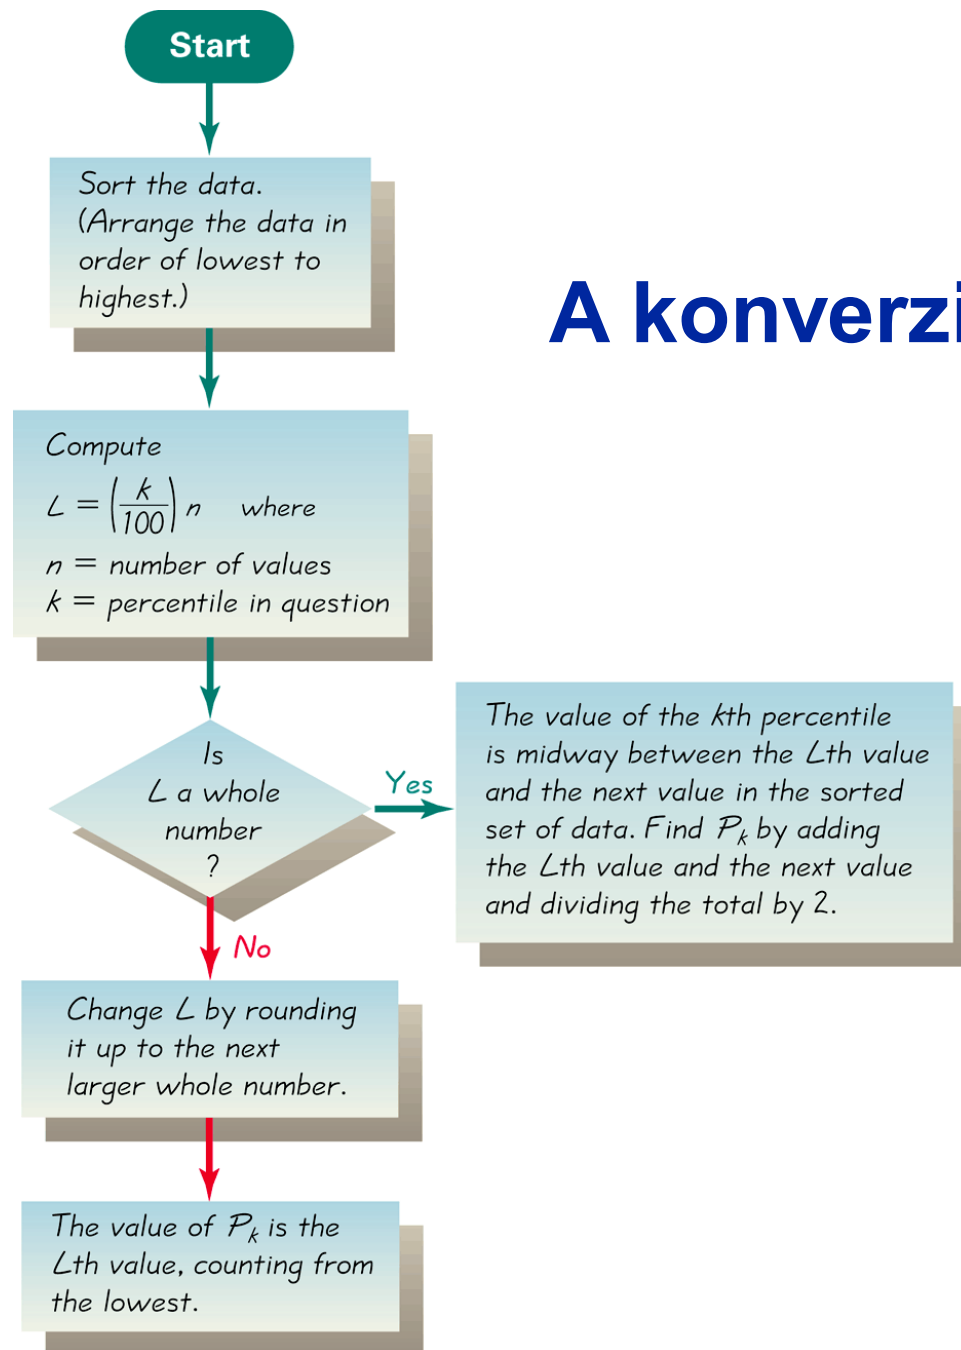 Start
Sort the data.
(Arrange the data in
order of lowest to
highest.)
A konverzi
Compute
L = (k/100) n where
n = number of values
k = percentile in question
Is
L a whole
number
?
Yes
The value of the kth percentile
is midway between the Lth value
and the next value in the sorted
set of data. Find Pₖ by adding
the Lth value and the next value
and dividing the total by 2.
No
Change L by rounding
it up to the next
larger whole number.
The value of Pₖ is the
Lth value, counting from
the lowest.